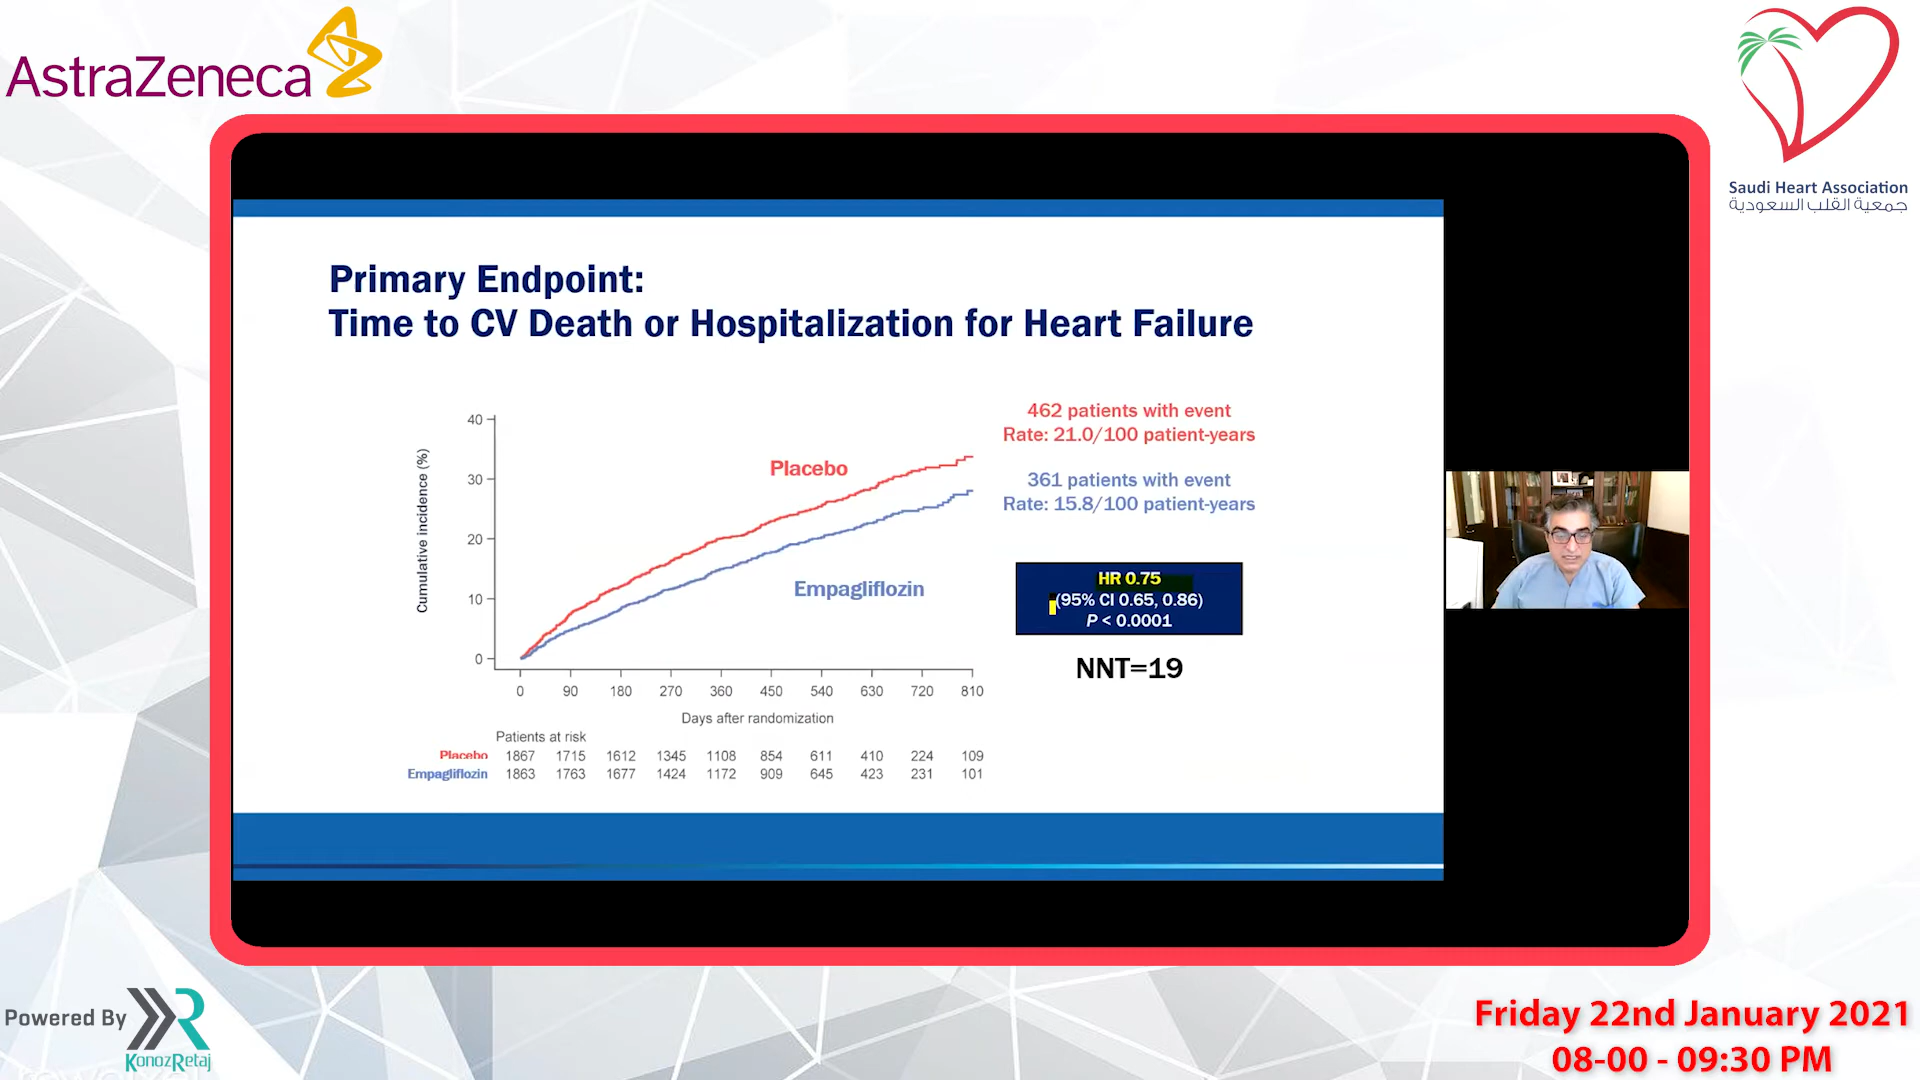 AstraZeneca
Saudi Heart Association
جمعية القلب السعودية
Primary Endpoint:
Time to CV Death or Hospitalization for Heart Failure
462 patients with event
Rate: 21.0/100 patient-years
361 patients with event
Rate: 15.8/100 patient-years
HR 0.75
(95% CI 0.65, 0.86)
P < 0.0001
NNT=19
Cumulative incidence (%)
40
30
20
10
0
Placebo
Empagliflozin
0 90 180 270 360 450 540 630 720 810
Days after randomization
Patients at risk
Placebo 1867 1715 1612 1345 1108 854 611 410 224 109
Empagliflozin 1863 1763 1677 1424 1172 909 645 423 231 101
Powered By
KonozRetaj
Friday 22nd January 2021
08-00 - 09:30 PM